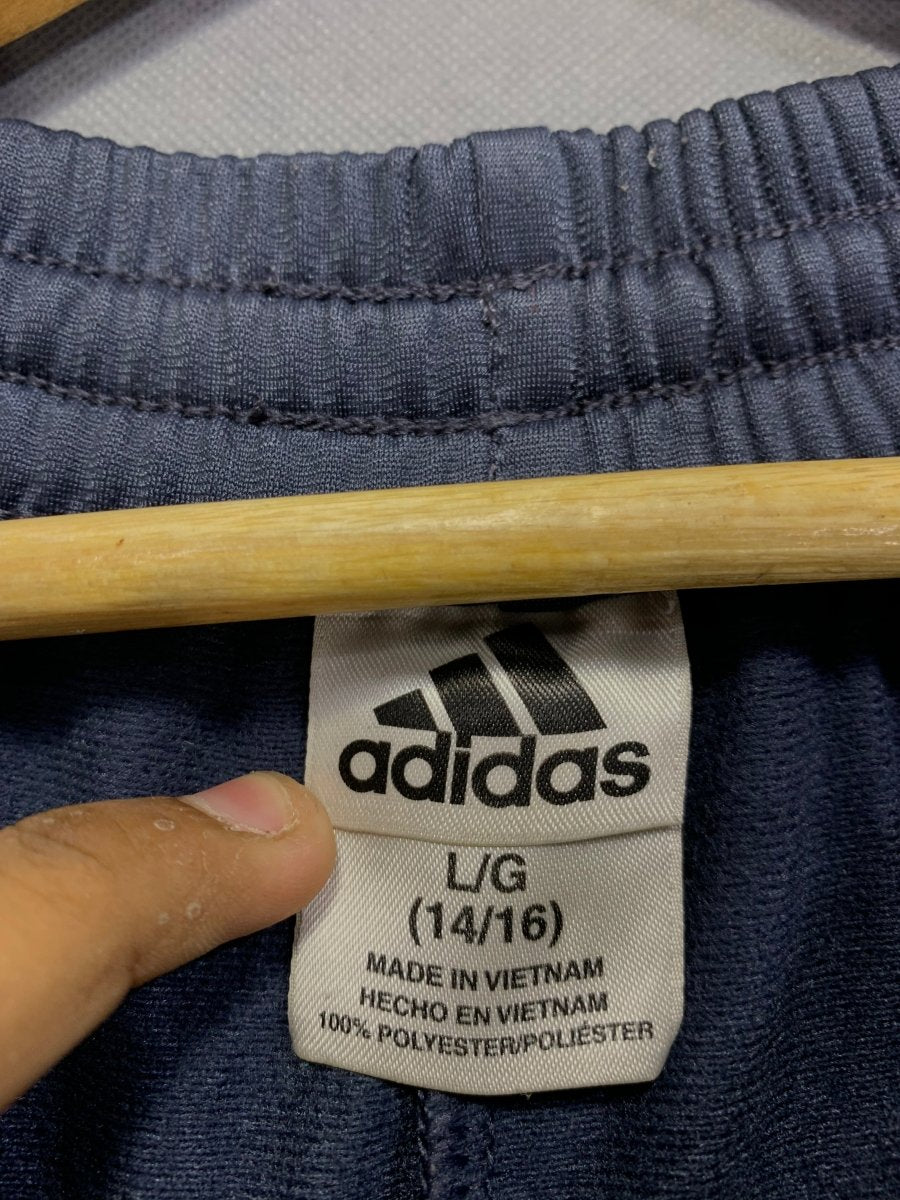 adidas
L/G
(14/16)
MADE IN VIETNAM
HECHO EN VIETNAM
100% POLYESTER/POLIÉSTER